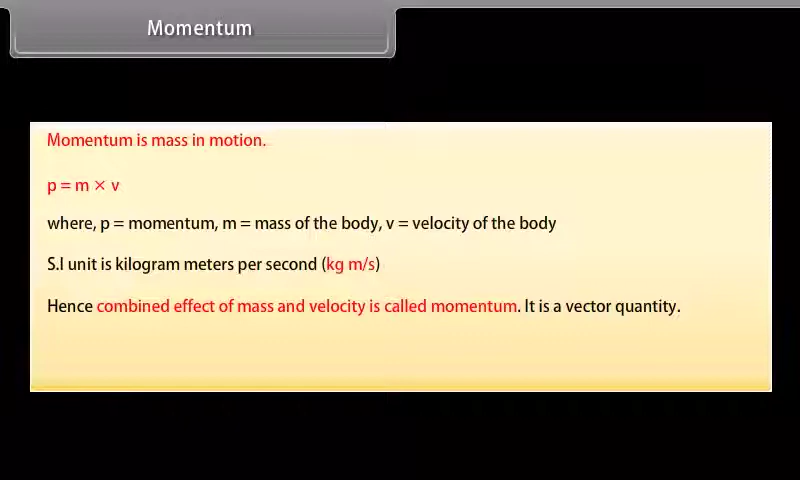 Momentum
Momentum is mass in motion.
p = m × v
where, p = momentum, m = mass of the body, v = velocity of the body
S.I unit is kilogram meters per second (kg m/s)
Hence combined effect of mass and velocity is called momentum. It is a vector quantity.